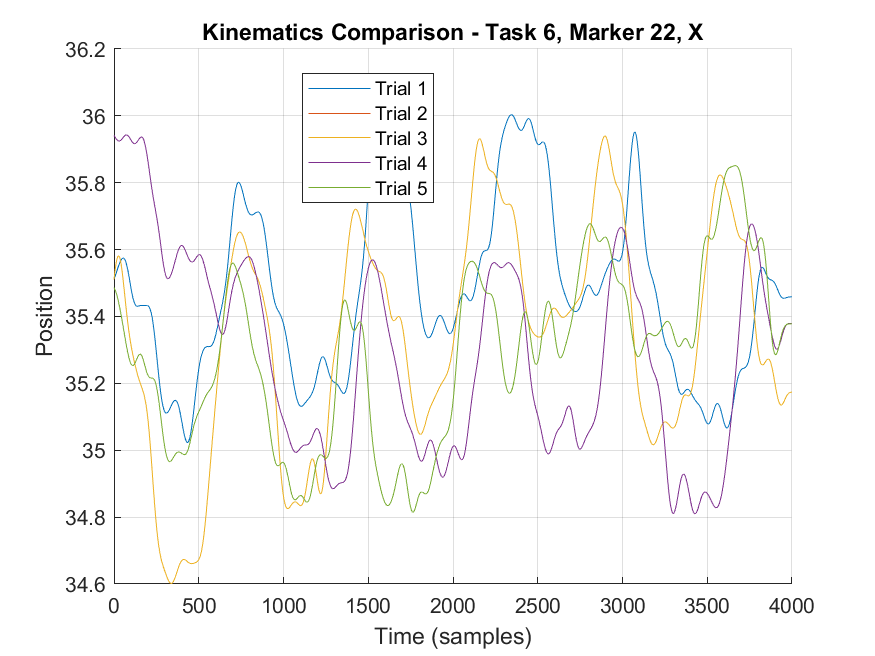 Kinematics Comparison - Task 6, Marker 22, X
36.2
36
35.8
35.6
35.4
35.2
35
34.8
34.6
Position
Trial 1
Trial 2
Trial 3
Trial 4
Trial 5
0 500 1000 1500 2000 2500 3000 3500 4000
Time (samples)